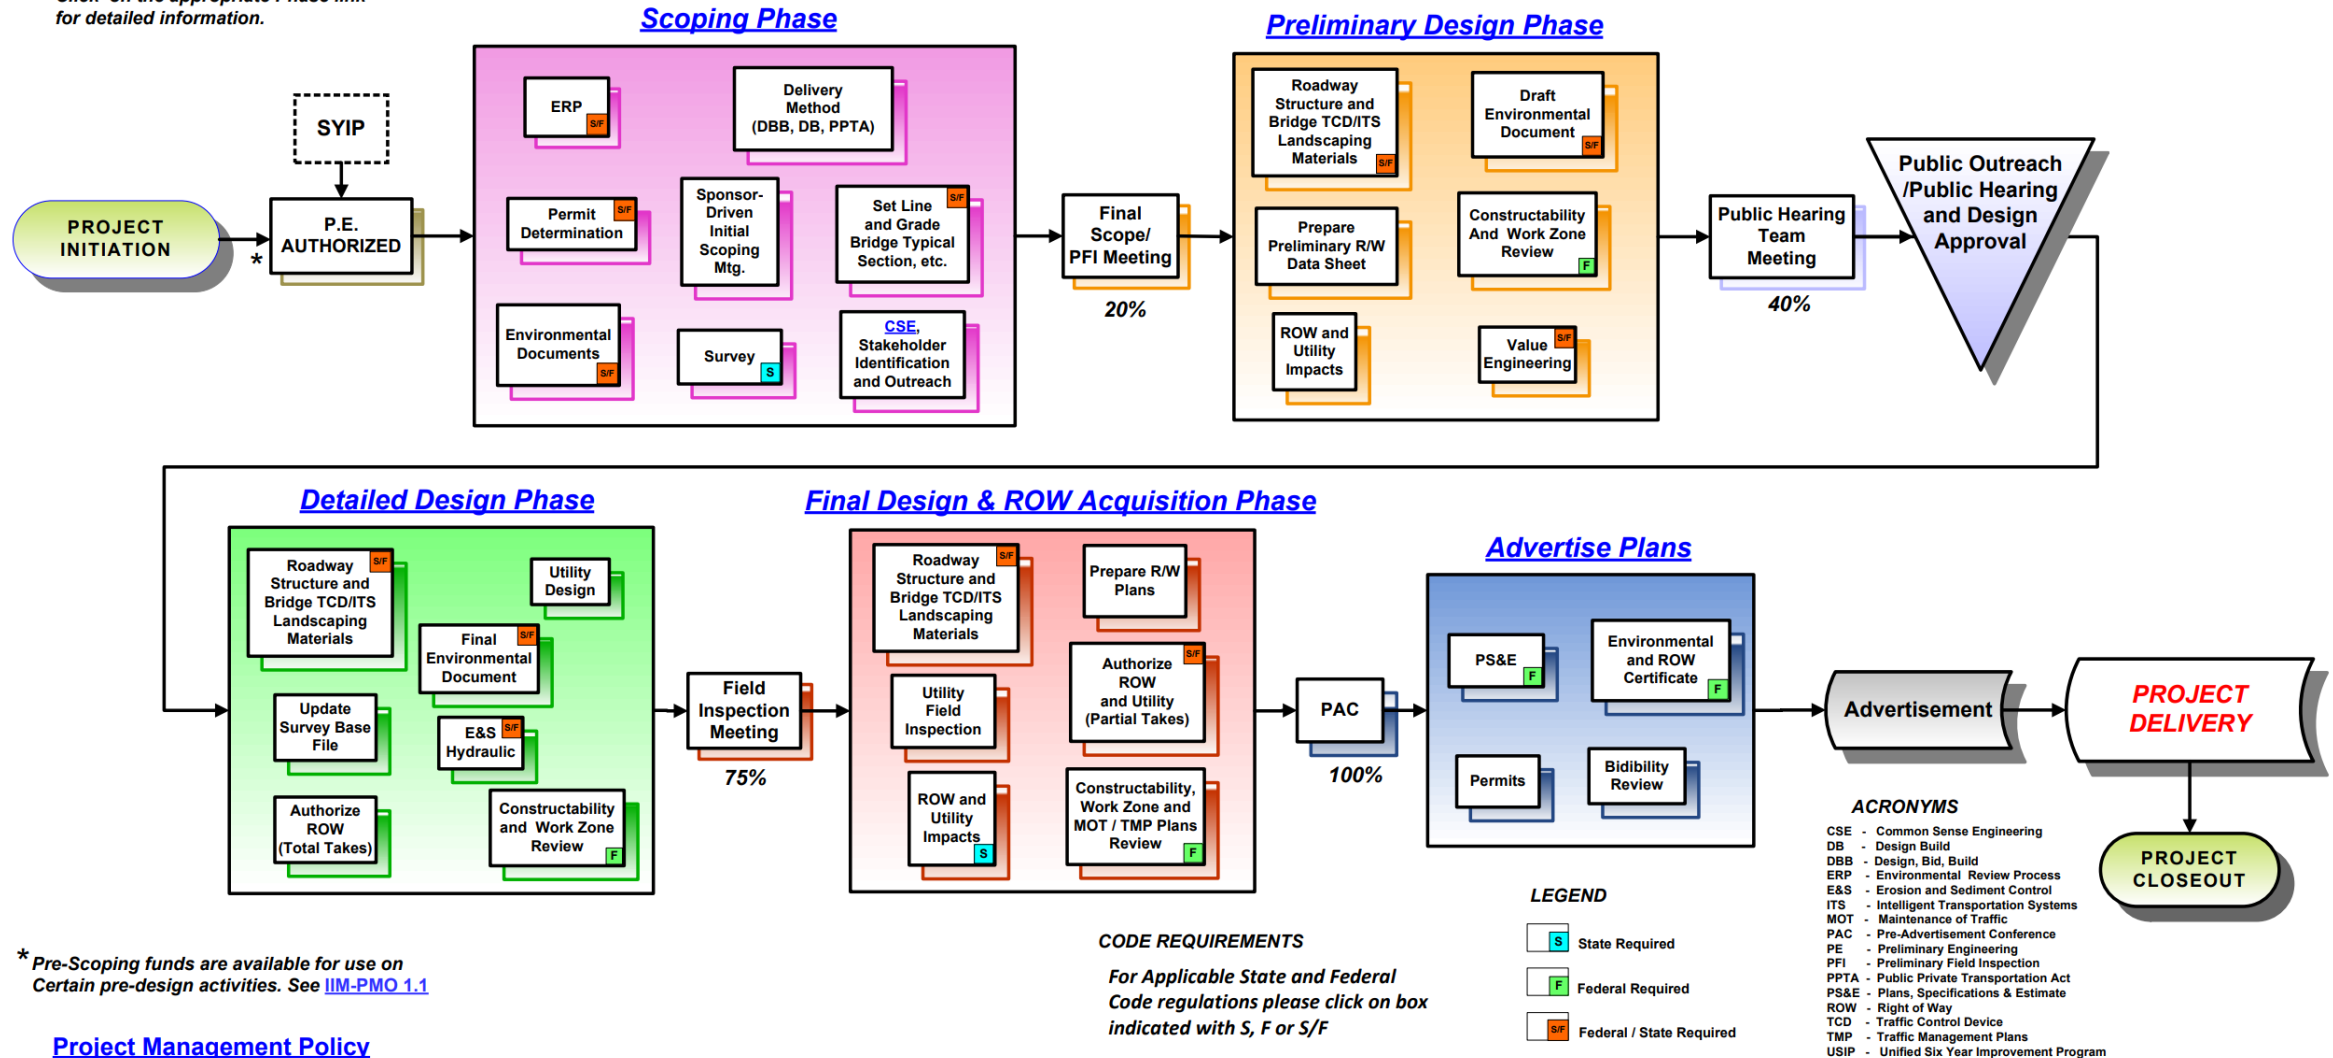 Click on the appropriate Phase link
for detailed information.
Scoping Phase
Preliminary Design Phase
SYIP
PROJECT
INITIATION
*
P.E.
AUTHORIZED
ERP
S/F
Delivery
Method
(DBB, DB, PPTA)
Permit
Determination
S/F
Sponsor-
Driven
Initial
Scoping
Mtg.
Set Line
and Grade
Bridge Typical
Section, etc.
S/F
Environmental
Documents
S/F
Survey
S
CSE,
Stakeholder
Identification
and Outreach
Final
Scope/
PFI Meeting
20%
Roadway
Structure and
Bridge TCD/ITS
Landscaping
Materials
S/F
Draft
Environmental
Document
S/F
Prepare
Preliminary R/W
Data Sheet
Constructability
And Work Zone
Review
F
ROW and
Utility
Impacts
Value
Engineering
S/F
Public Hearing
Team
Meeting
40%
Public Outreach
/Public Hearing
and Design
Approval
Detailed Design Phase
Final Design & ROW Acquisition Phase
Advertise Plans
Roadway
Structure and
Bridge TCD/ITS
Landscaping
Materials
S/F
Utility
Design
Final
Environmental
Document
S/F
Update
Survey Base
File
E&S
Hydraulic
S/F
Authorize
ROW
(Total Takes)
Constructability
and Work Zone
Review
F
Field
Inspection
Meeting
75%
Roadway
Structure and
Bridge TCD/ITS
Landscaping
Materials
S/F
Prepare R/W
Plans
Utility
Field
Inspection
Authorize
ROW
and Utility
(Partial Takes)
S/F
ROW and
Utility
Impacts
S
Constructability,
Work Zone and
MOT / TMP Plans
Review
F
PAC
100%
PS&E
F
Environmental
and ROW
Certificate
F
Permits
Bidibility
Review
Advertisement
PROJECT
DELIVERY
PROJECT
CLOSEOUT
* Pre-Scoping funds are available for use on
Certain pre-design activities. See IIM-PMO 1.1
Project Management Policy
CODE REQUIREMENTS
For Applicable State and Federal
Code regulations please click on box
indicated with S, F or S/F
LEGEND
S State Required
F Federal Required
S/F Federal / State Required
ACRONYMS
CSE - Common Sense Engineering
DB - Design Build
DBB - Design, Bid, Build
ERP - Environmental Review Process
E&S - Erosion and Sediment Control
ITS - Intelligent Transportation Systems
MOT - Maintenance of Traffic
PAC - Pre-Advertisement Conference
PE - Preliminary Engineering
PFI - Preliminary Field Inspection
PPTA - Public Private Transportation Act
PS&E - Plans, Specifications & Estimate
ROW - Right of Way
TCD - Traffic Control Device
TMP - Traffic Management Plans
USIP - Unified Six Year Improvement Program